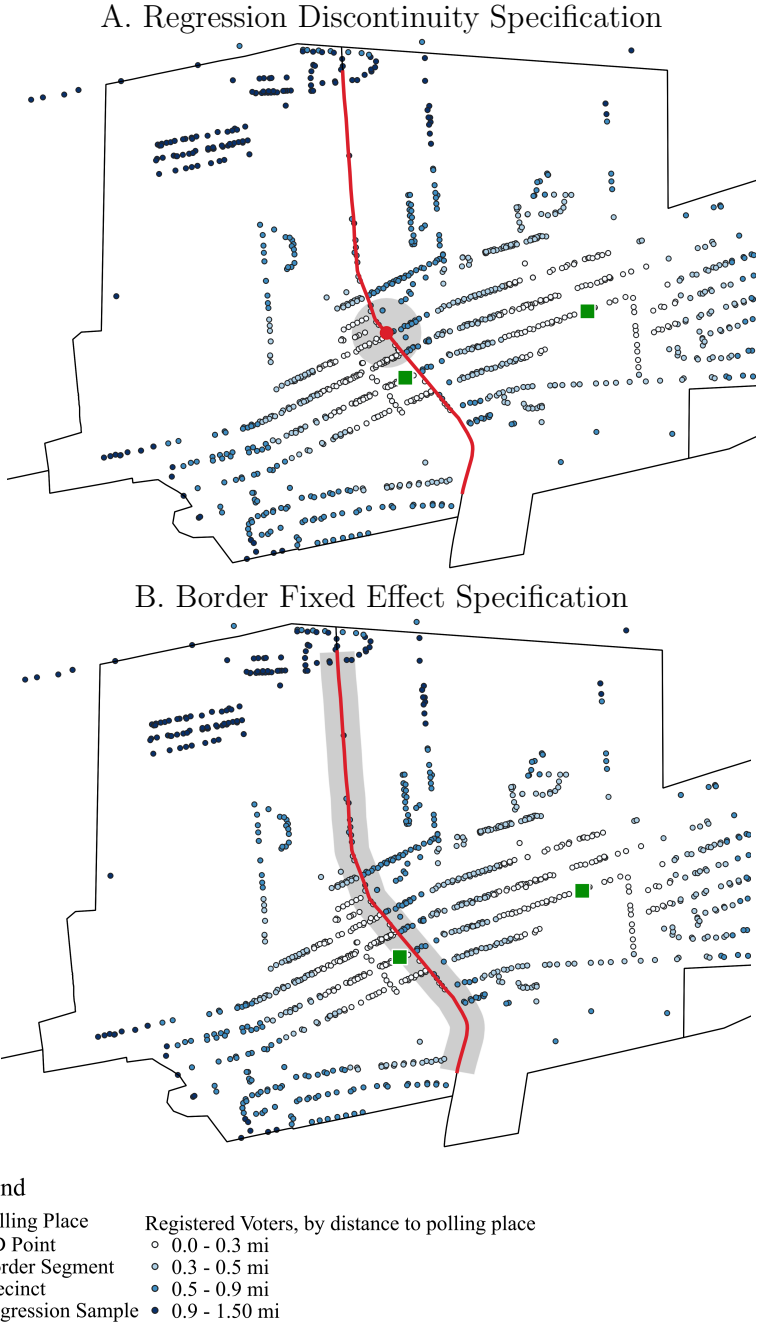 A. Regression Discontinuity Specification
B. Border Fixed Effect Specification
nd
lling Place
D Point
rder Segment
ecinct
gression Sample
Registered Voters, by distance to polling place
0.0 - 0.3 mi
0.3 - 0.5 mi
0.5 - 0.9 mi
0.9 - 1.50 mi